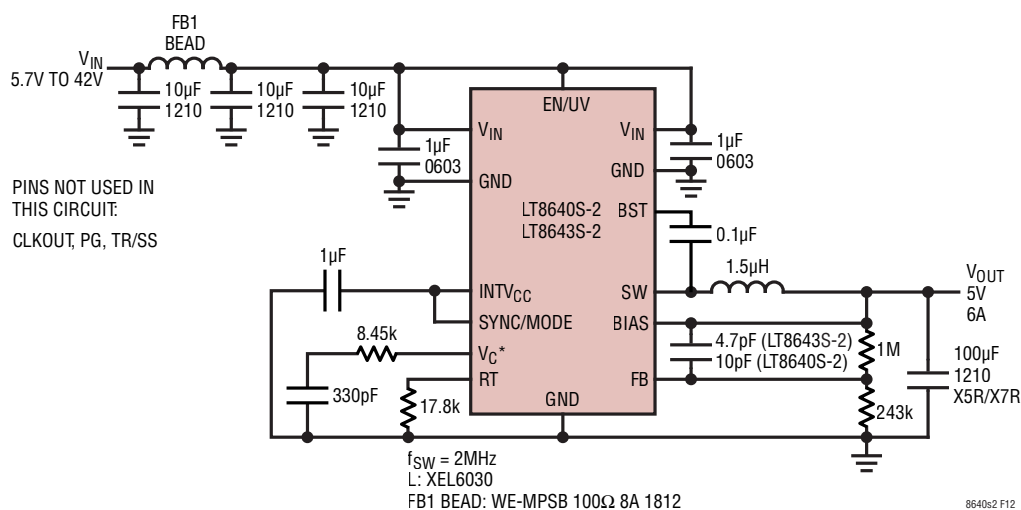 FB1
BEAD
VIN
5.7V TO 42V
10µF
1210
10µF
1210
10µF
1210
EN/UV
VIN
VIN
1µF
0603
1µF
0603
GND
GND
PINS NOT USED IN
THIS CIRCUIT:
CLKOUT, PG, TR/SS
LT8640S-2
LT8643S-2
BST
0.1µF
1µF
1.5µH
VOUT
5V
6A
INTVCC
SW
SYNC/MODE
BIAS
8.45k
4.7pF (LT8643S-2)
10pF (LT8640S-2)
1M
VC*
100µF
1210
X5R/X7R
RT
FB
330pF
17.8k
GND
243k
fSW = 2MHz
L: XEL6030
FB1 BEAD: WE-MPSB 100Ω 8A 1812
8640s2 F12